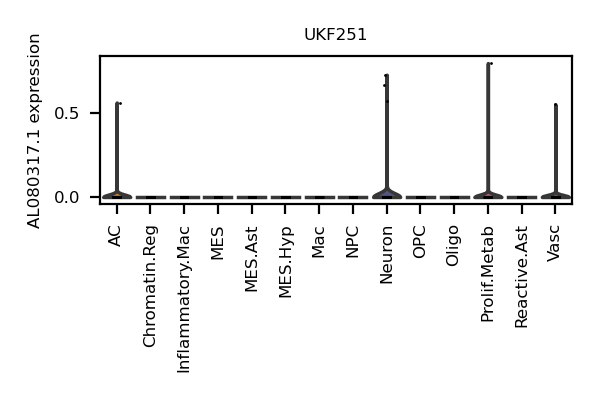 UKF251
AL080317.1 expression
0.5
0.0
AC
Chromatin.Reg
Inflammatory.Mac
MES
MES.Ast
MES.Hyp
Mac
NPC
Neuron
OPC
Oligo
Prolif.Metab
Reactive.Ast
Vasc